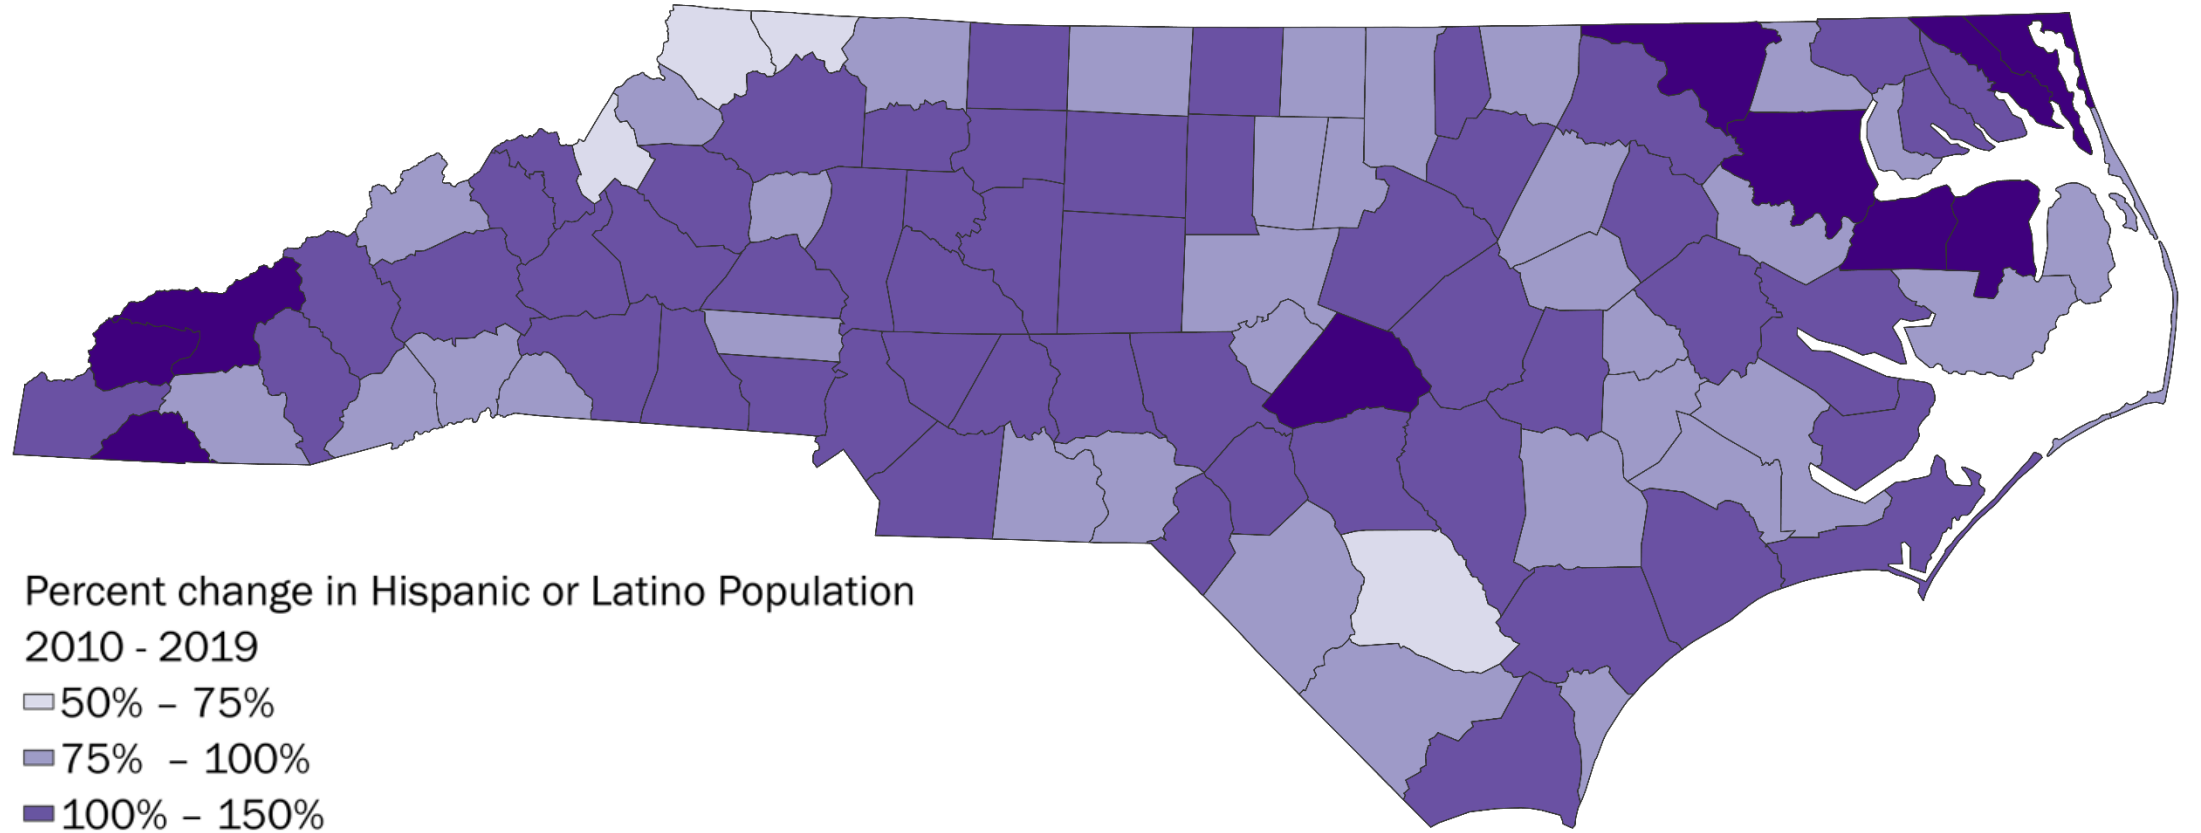 Percent change in Hispanic or Latino Population
2010 - 2019
50% – 75%
75% – 100%
100% – 150%